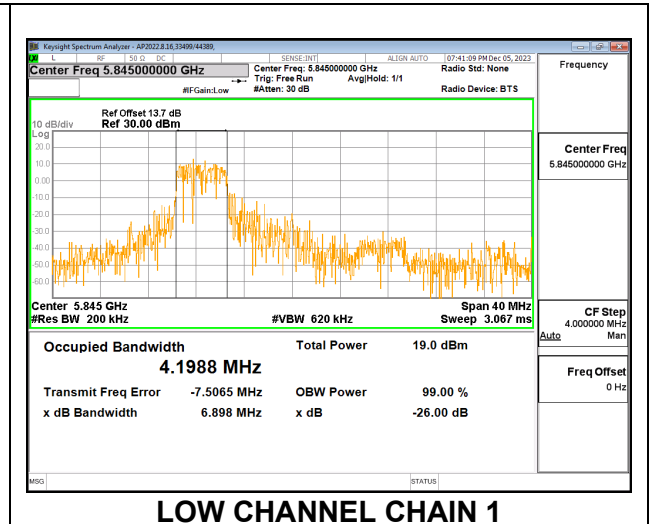 Keysight Spectrum Analyzer - AP2022.8.16,33499/44389,
L RF 50 Ω DC SENSE:INT ALIGN AUTO 07:41:09 PM Dec 05, 2023
Center Freq 5.845000000 GHz
Center Freq: 5.845000000 GHz
Radio Std: None
Trig: Free Run Avg|Hold: 1/1
#IFGain:Low
#Atten: 30 dB
Radio Device: BTS
Frequency
Ref Offset 13.7 dB
10 dB/div
Ref 30.00 dBm
Log
20.0
10.0
0.00
-10.0
-20.0
-30.0
-40.0
-50.0
-60.0
Center Freq
5.845000000 GHz
Center 5.845 GHz
Span 40 MHz
#Res BW 200 kHz
#VBW 620 kHz
Sweep 3.067 ms
CF Step
4.000000 MHz
Auto Man
Freq Offset
0 Hz
Occupied Bandwidth
Total Power 19.0 dBm
4.1988 MHz
Transmit Freq Error -7.5065 MHz
OBW Power 99.00 %
x dB Bandwidth 6.898 MHz
x dB -26.00 dB
MSG
STATUS
LOW CHANNEL CHAIN 1